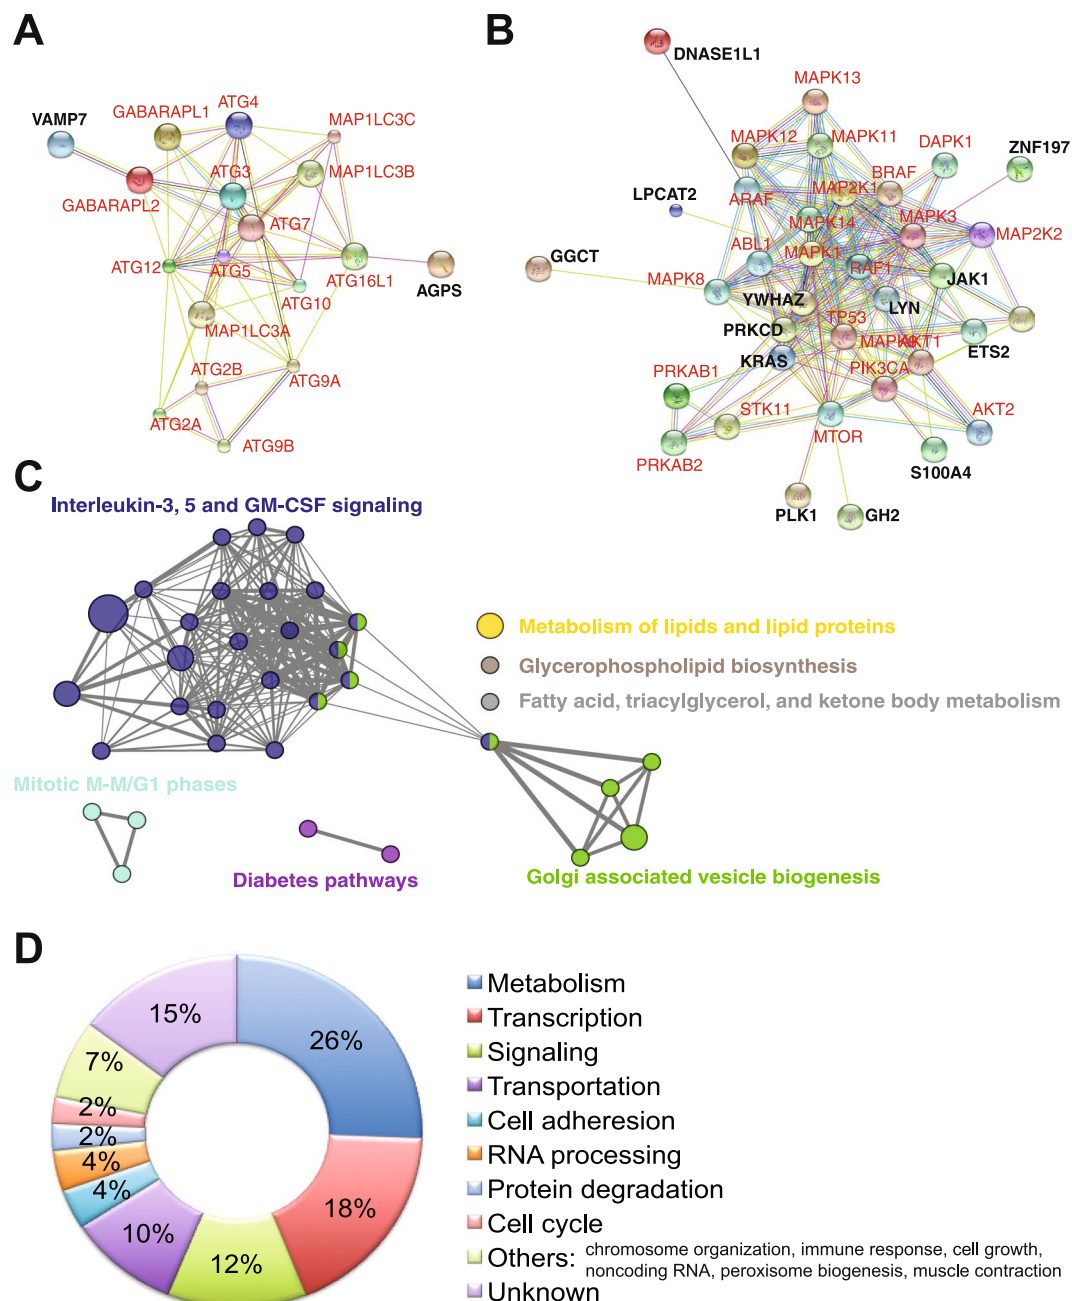 A
B
VAMP7
GABARAPL1
ATG4
MAP1LC3C
ATG3
MAP1LC3B
GABARAPL2
ATG7
ATG12
ATG5
ATG16L1
AGPS
ATG10
MAP1LC3A
ATG2B
ATG9A
ATG2A
ATG9B
DNASE1L1
MAPK13
MAPK12
MAPK11
DAPK1
ZNF197
BRAF
LPCAT2
ARAF
MAP2K1
MAPK14
MAPK3
MAP2K2
ABL1
MAPK1
RAF1
GGCT
MAPK8
JAK1
YWHAZ
LYN
PRKCD
TP53
MAPK9
AKT1
ETS2
KRAS
PIK3CA
PRKAB1
STK11
MTOR
AKT2
PRKAB2
S100A4
PLK1
GH2
C
Interleukin-3, 5 and GM-CSF signaling
Metabolism of lipids and lipid proteins
Glycerophospholipid biosynthesis
Fatty acid, triacylglycerol, and ketone body metabolism
Mitotic M-M/G1 phases
Diabetes pathways
Golgi associated vesicle biogenesis
D
15%
26%
7%
2%
2%
4%
4%
10%
12%
18%
Metabolism
Transcription
Signaling
Transportation
Cell adheresion
RNA processing
Protein degradation
Cell cycle
Others: chromosome organization, immune response, cell growth,
noncoding RNA, peroxisome biogenesis, muscle contraction
Unknown